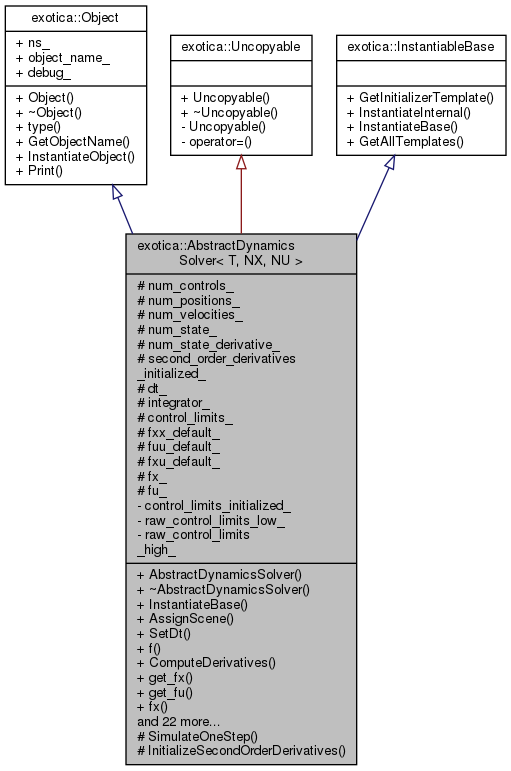 exotica::Object
+ ns_
+ object_name_
+ debug_
+ Object()
+ ~Object()
+ type()
+ GetObjectName()
+ InstantiateObject()
+ Print()
exotica::Uncopyable
+ Uncopyable()
+ ~Uncopyable()
- Uncopyable()
- operator=()
exotica::InstantiableBase
+ GetInitializerTemplate()
+ InstantiateInternal()
+ InstantiateBase()
+ GetAllTemplates()
exotica::AbstractDynamics
Solver< T, NX, NU >
# num_controls_
# num_positions_
# num_velocities_
# num_state_
# num_state_derivative_
# second_order_derivatives
_initialized_
# dt_
# integrator_
# control_limits_
# fxx_default_
# fuu_default_
# fxu_default_
# fx_
# fu_
- control_limits_initialized_
- raw_control_limits_low_
- raw_control_limits
_high_
+ AbstractDynamicsSolver()
+ ~AbstractDynamicsSolver()
+ InstantiateBase()
+ AssignScene()
+ SetDt()
+ f()
+ ComputeDerivatives()
+ get_fx()
+ get_fu()
+ fx()
and 22 more...
# SimulateOneStep()
# InitializeSecondOrderDerivatives()